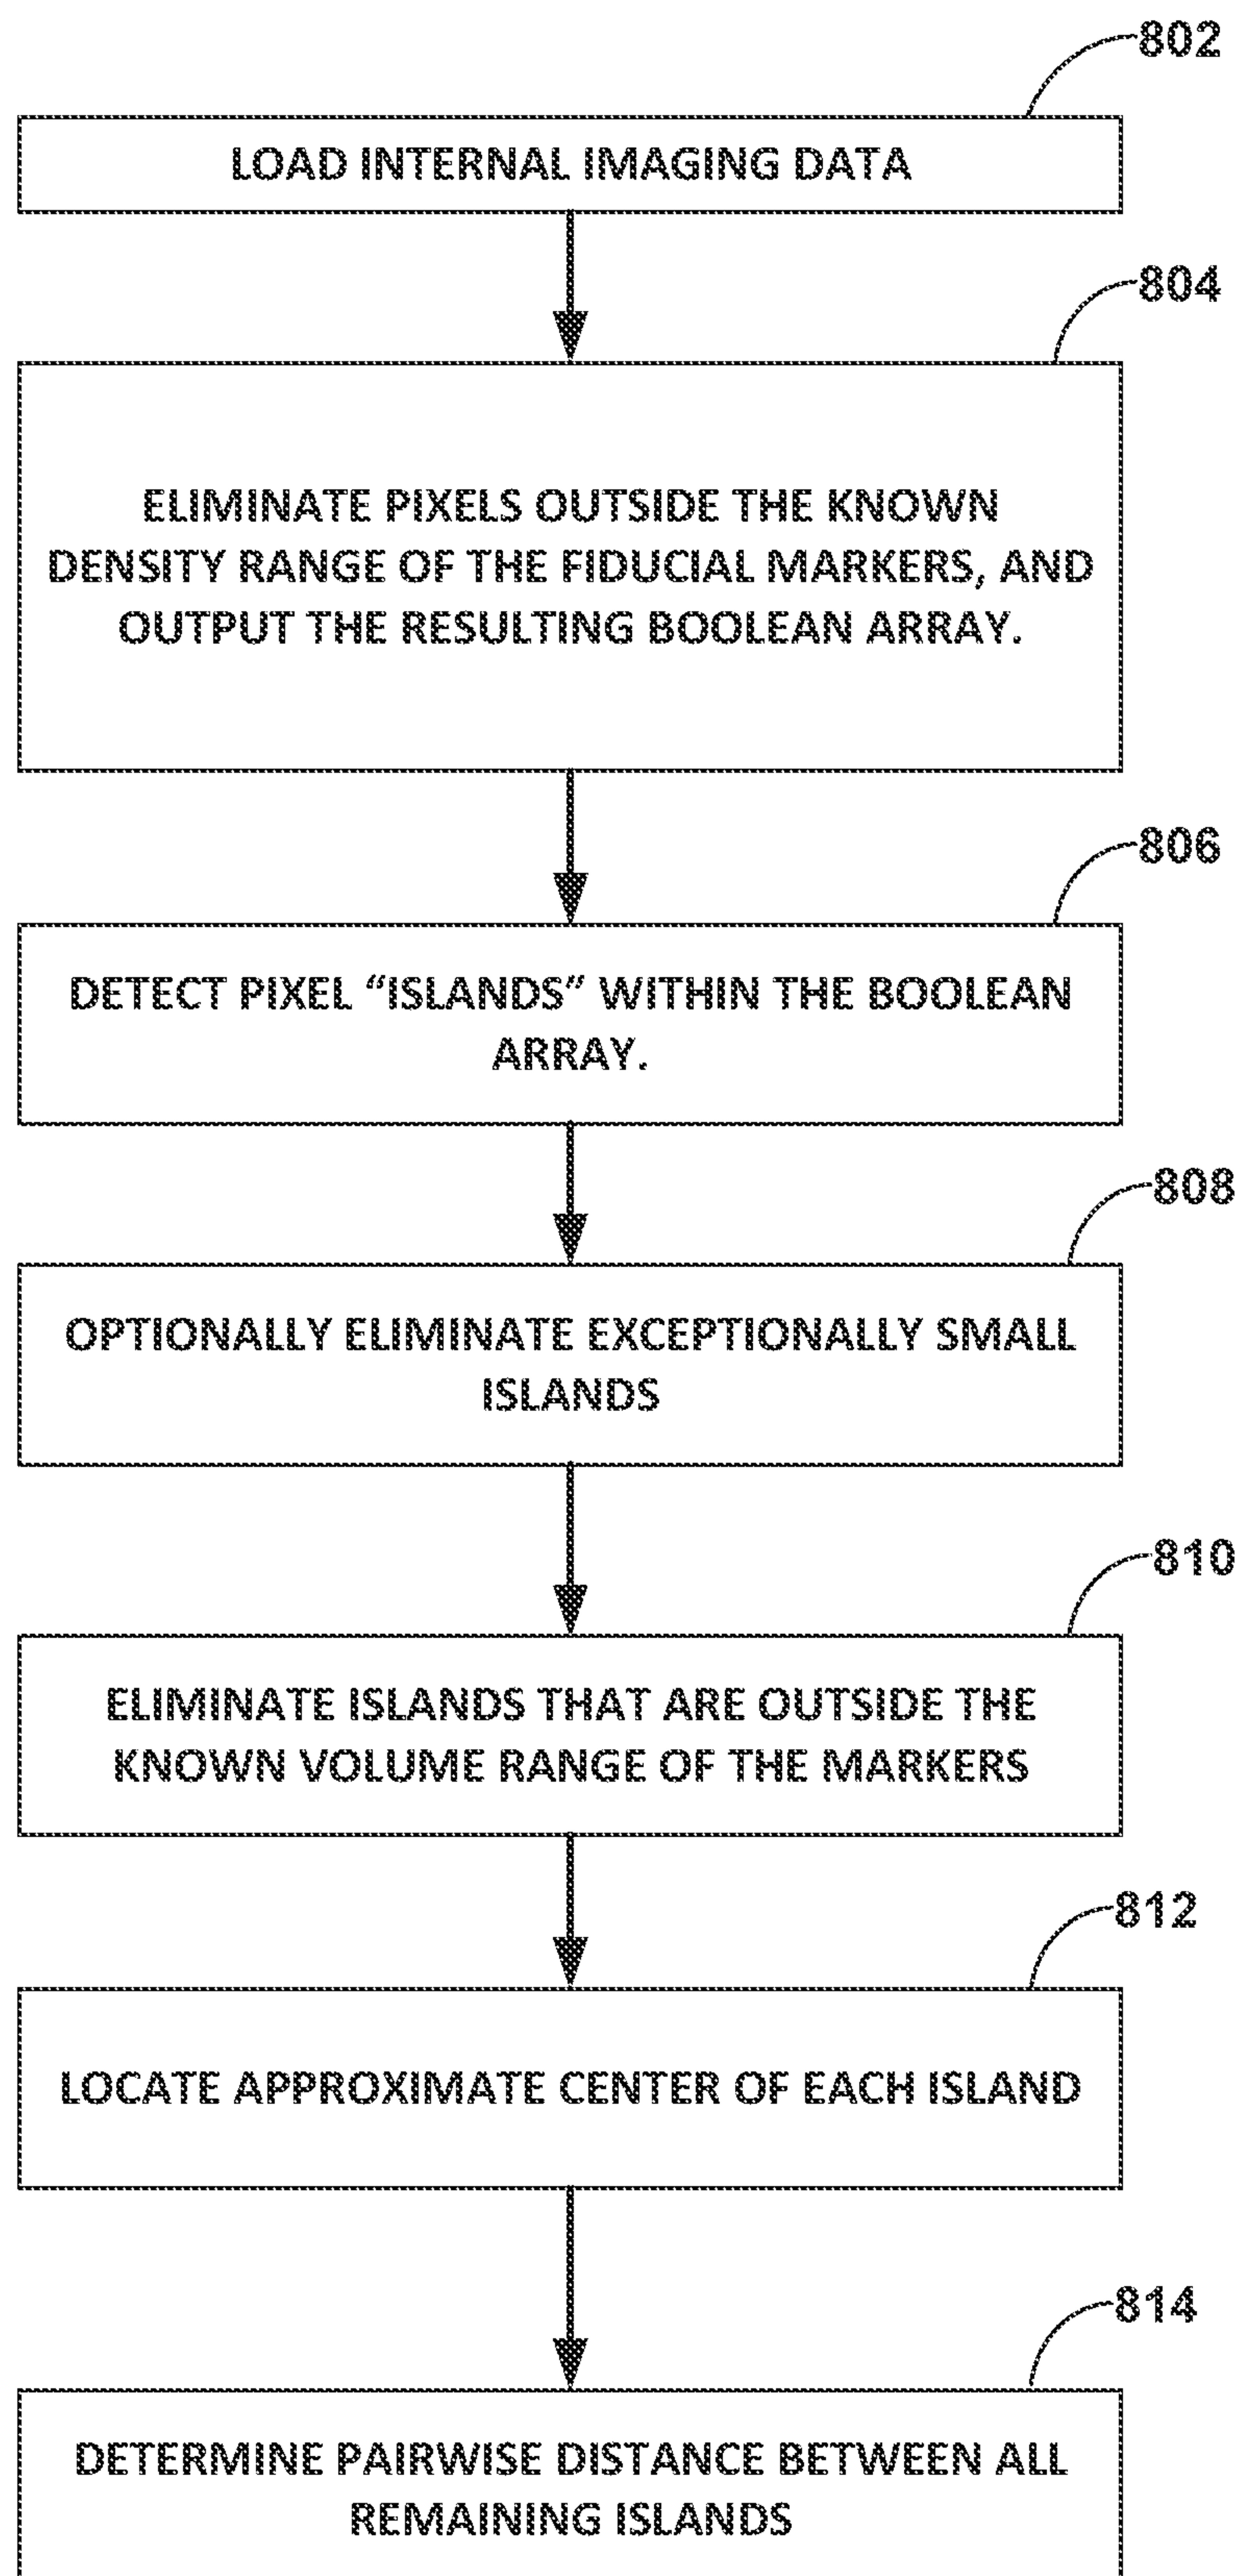 802
LOAD INTERNAL IMAGING DATA
804
ELIMINATE PIXELS OUTSIDE THE KNOWN
DENSITY RANGE OF THE FIDUCIAL MARKERS, AND
OUTPUT THE RESULTING BOOLEAN ARRAY.
806
DETECT PIXEL “ISLANDS” WITHIN THE BOOLEAN
ARRAY.
808
OPTIONALLY ELIMINATE EXCEPTIONALLY SMALL
ISLANDS
810
ELIMINATE ISLANDS THAT ARE OUTSIDE THE
KNOWN VOLUME RANGE OF THE MARKERS
812
LOCATE APPROXIMATE CENTER OF EACH ISLAND
814
DETERMINE PAIRWISE DISTANCE BETWEEN ALL
REMAINING ISLANDS